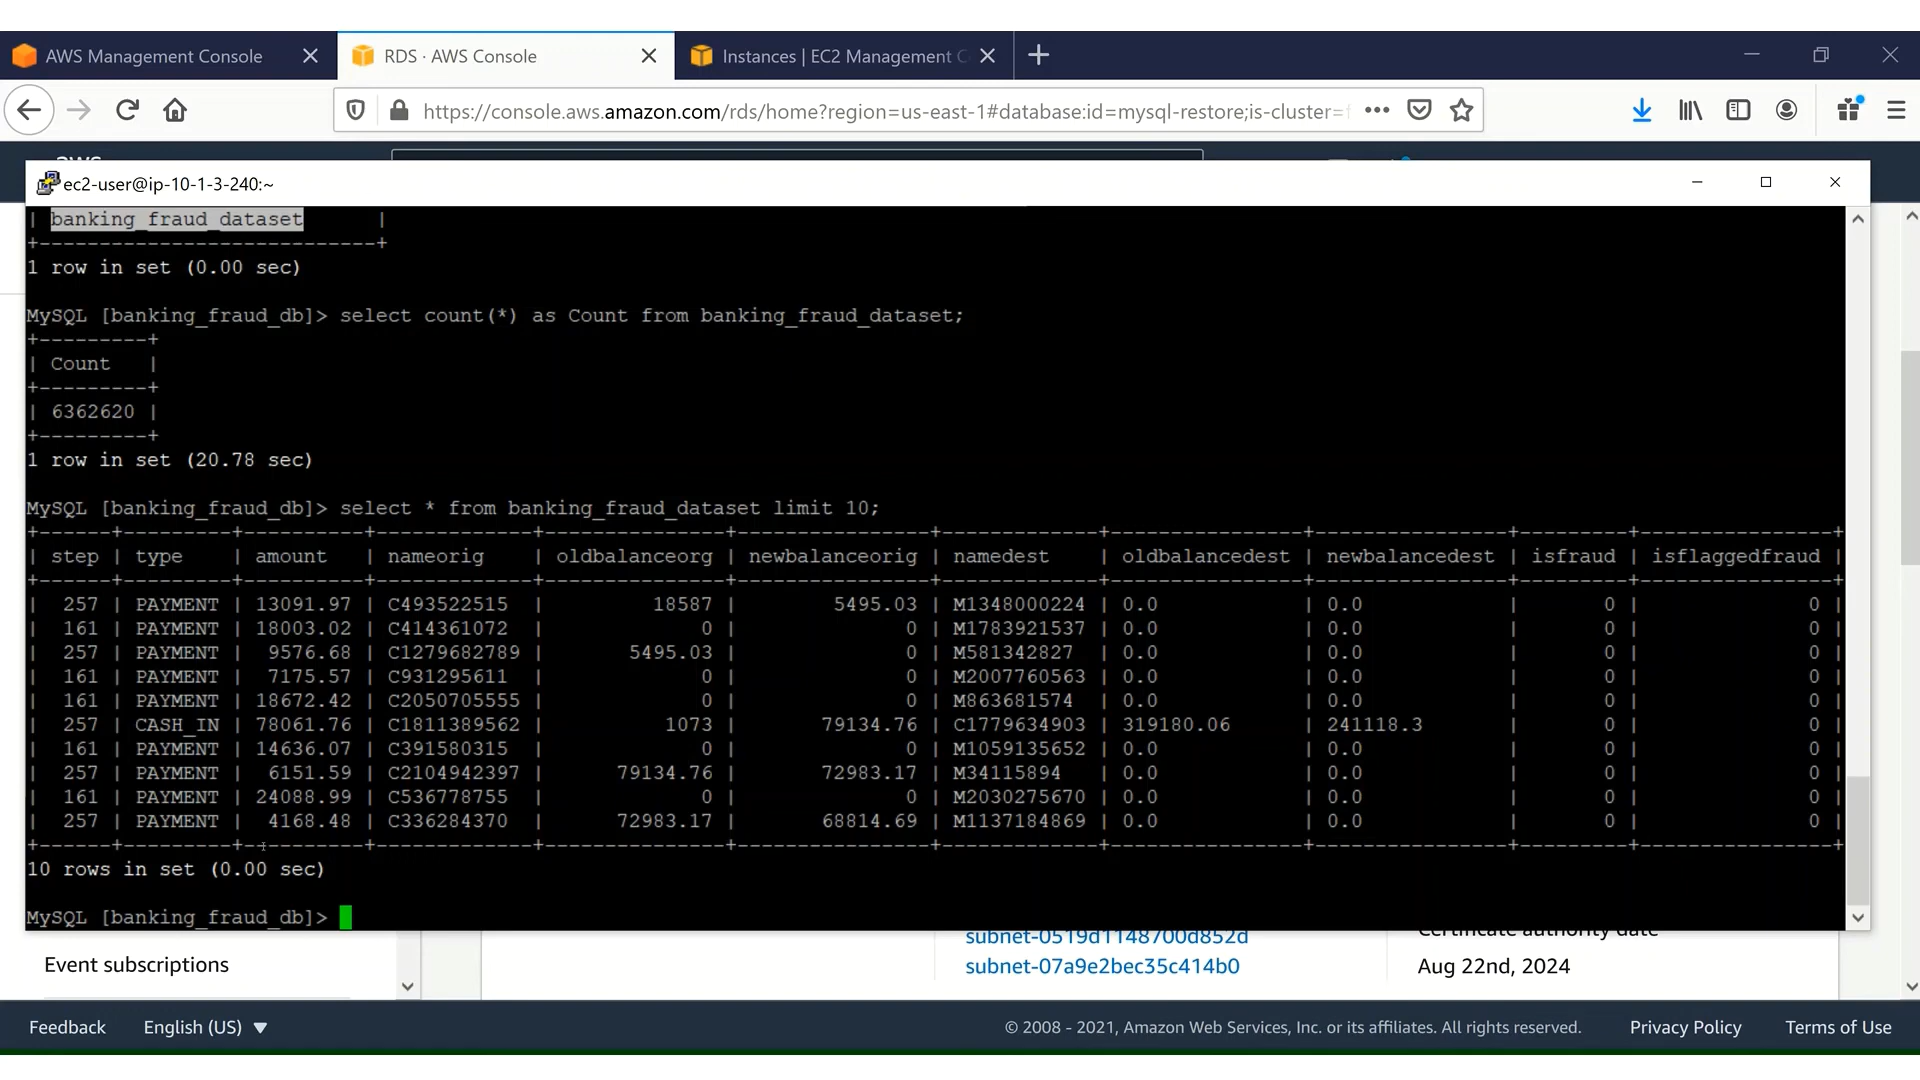 AWS Management Console
RDS · AWS Console
Instances | EC2 Management C
https://console.aws.amazon.com/rds/home?region=us-east-1#database:id=mysql-restore;is-cluster=
aws
ec2-user@ip-10-1-3-240:~
| banking_fraud_dataset |
+----------------------------+
1 row in set (0.00 sec)
MySQL [banking_fraud_db]> select count(*) as Count from banking_fraud_dataset;
+---------+
| Count |
+---------+
| 6362620 |
+---------+
1 row in set (20.78 sec)
MySQL [banking_fraud_db]> select * from banking_fraud_dataset limit 10;
+------+---------+----------+-------------+---------------+----------------+-------------+----------------+----------------+---------+----------------+
| step | type | amount | nameorig | oldbalanceorg | newbalanceorig | namedest | oldbalancedest | newbalancedest | isfraud | isflaggedfraud |
+------+---------+----------+-------------+---------------+----------------+-------------+----------------+----------------+---------+----------------+
| 257 | PAYMENT | 13091.97 | C493522515 | 18587 | 5495.03 | M1348000224 | 0.0 | 0.0 | 0 | 0 |
| 161 | PAYMENT | 18003.02 | C414361072 | 0 | 0 | M1783921537 | 0.0 | 0.0 | 0 | 0 |
| 257 | PAYMENT | 9576.68 | C1279682789 | 5495.03 | 0 | M581342827 | 0.0 | 0.0 | 0 | 0 |
| 161 | PAYMENT | 7175.57 | C931295611 | 0 | 0 | M2007760563 | 0.0 | 0.0 | 0 | 0 |
| 161 | PAYMENT | 18672.42 | C2050705555 | 0 | 0 | M863681574 | 0.0 | 0.0 | 0 | 0 |
| 257 | CASH_IN | 78061.76 | C1811389562 | 1073 | 79134.76 | C1779634903 | 319180.06 | 241118.3 | 0 | 0 |
| 161 | PAYMENT | 14636.07 | C391580315 | 0 | 0 | M1059135652 | 0.0 | 0.0 | 0 | 0 |
| 257 | PAYMENT | 6151.59 | C2104942397 | 79134.76 | 72983.17 | M34115894 | 0.0 | 0.0 | 0 | 0 |
| 161 | PAYMENT | 24088.99 | C536778755 | 0 | 0 | M2030275670 | 0.0 | 0.0 | 0 | 0 |
| 257 | PAYMENT | 4168.48 | C336284370 | 72983.17 | 68814.69 | M1137184869 | 0.0 | 0.0 | 0 | 0 |
+------+---------+----------+-------------+---------------+----------------+-------------+----------------+----------------+---------+----------------+
10 rows in set (0.00 sec)
MySQL [banking_fraud_db]>
subnet-0519d1148700d852d
Certificate authority date
Event subscriptions
subnet-07a9e2bec35c414b0
Aug 22nd, 2024
Feedback
English (US)
© 2008 - 2021, Amazon Web Services, Inc. or its affiliates. All rights reserved.
Privacy Policy
Terms of Use